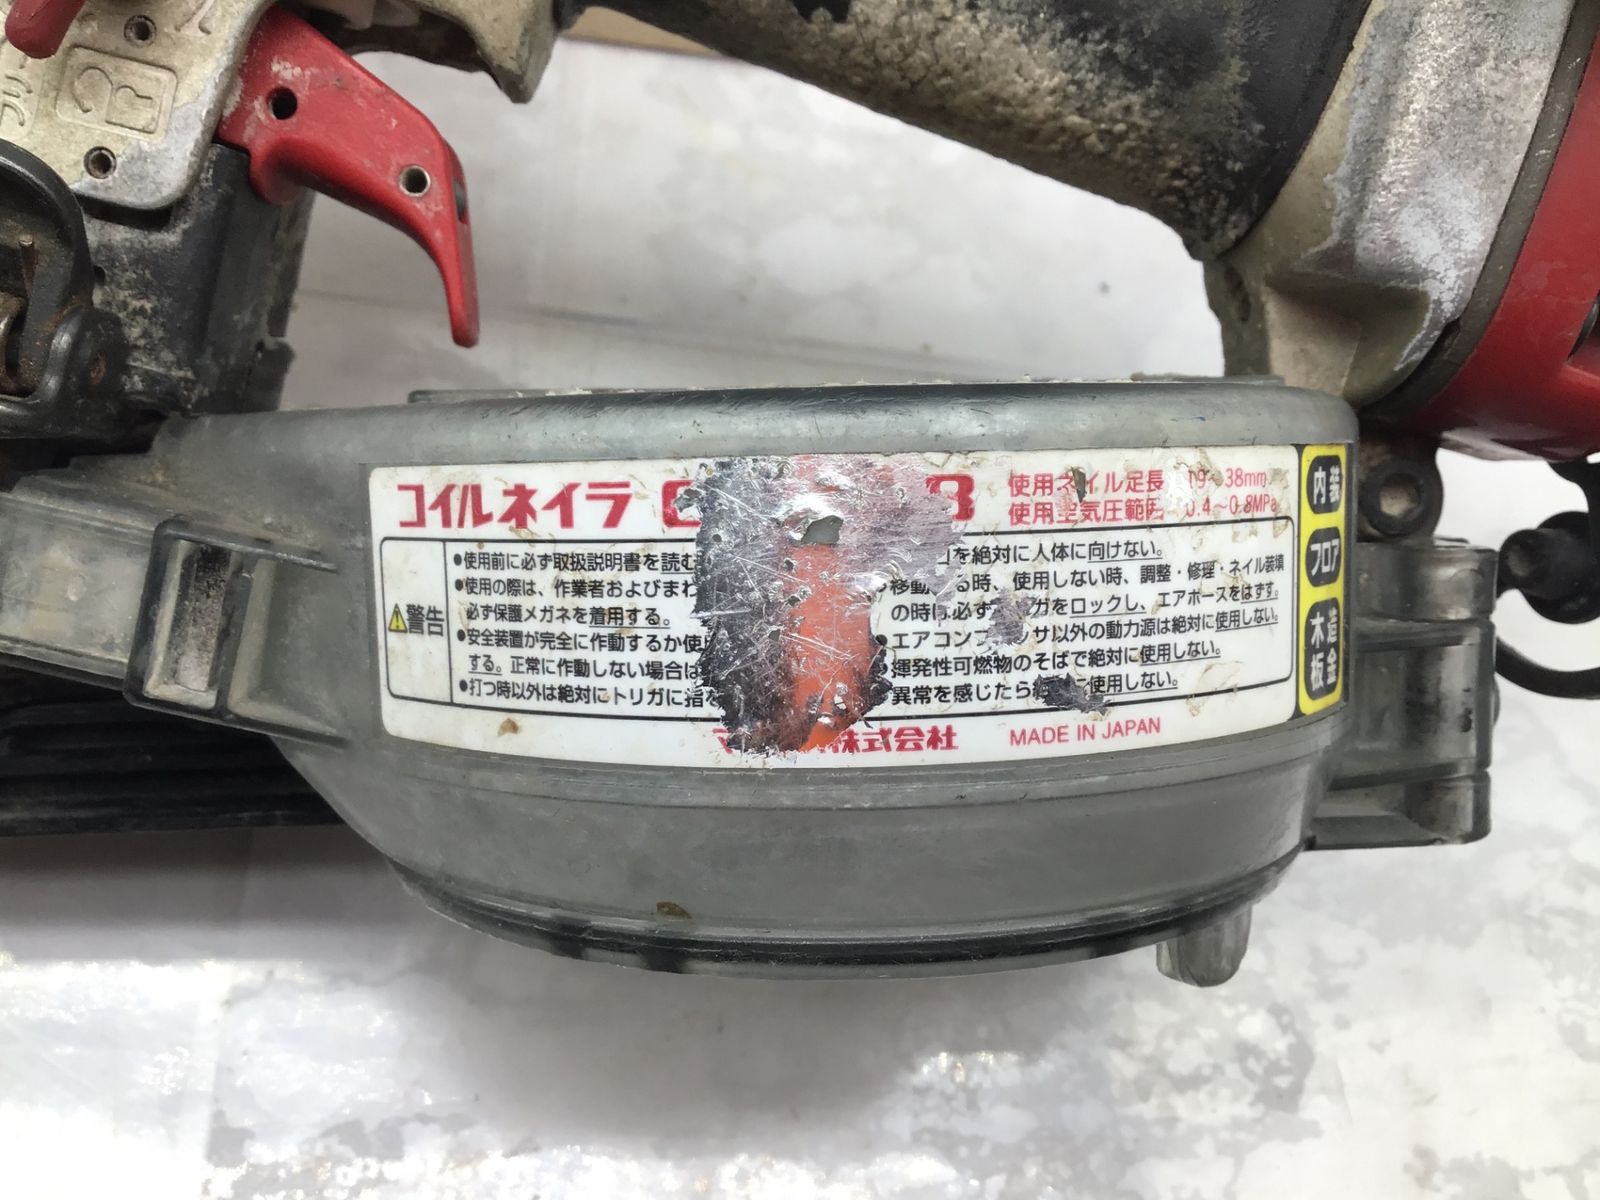 コイルネイラ
使用ネイル足長 19～38mm
使用空気圧範囲 0.4～0.8MPa
警告
●使用前に必ず取扱説明書を読む
●使用の際は、作業者およびまわ
必ず保護メガネを着用する。
●安全装置が完全に作動するか使
する。正常に作動しない場合は
●打つ時以外は絶対にトリガに指
を絶対に人体に向けない。
移動 る時、使用しない時、調整・修理・ネイル装填
の時は必ず ガをロックし、エアホースをはずす。
●エアコンプ ッサ以外の動力源は絶対に使用しない。
揮発性可燃物のそばで絶対に使用しない。
異常を感じたら に使用しない。
株式会社
MADE IN JAPAN
内装
フロア
木造
板金